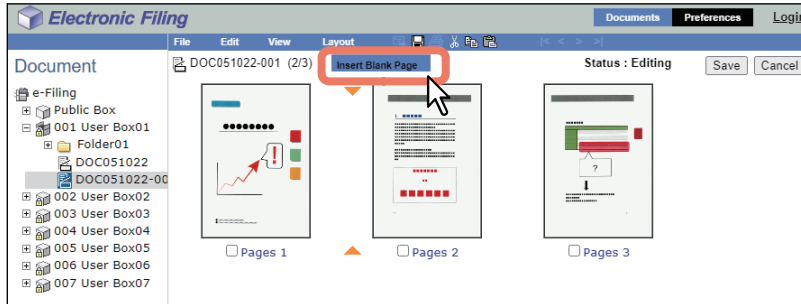 Electronic Filing
Documents Preferences Login
File Edit View Layout
Document
DOC051022-001 (2/3)
Insert Blank Page
Status : Editing
Save Cancel
e-Filing
Public Box
001 User Box01
Folder01
DOC051022
DOC051022-00
002 User Box02
003 User Box03
004 User Box04
005 User Box05
006 User Box06
007 User Box07
!
?
Pages 1
Pages 2
Pages 3